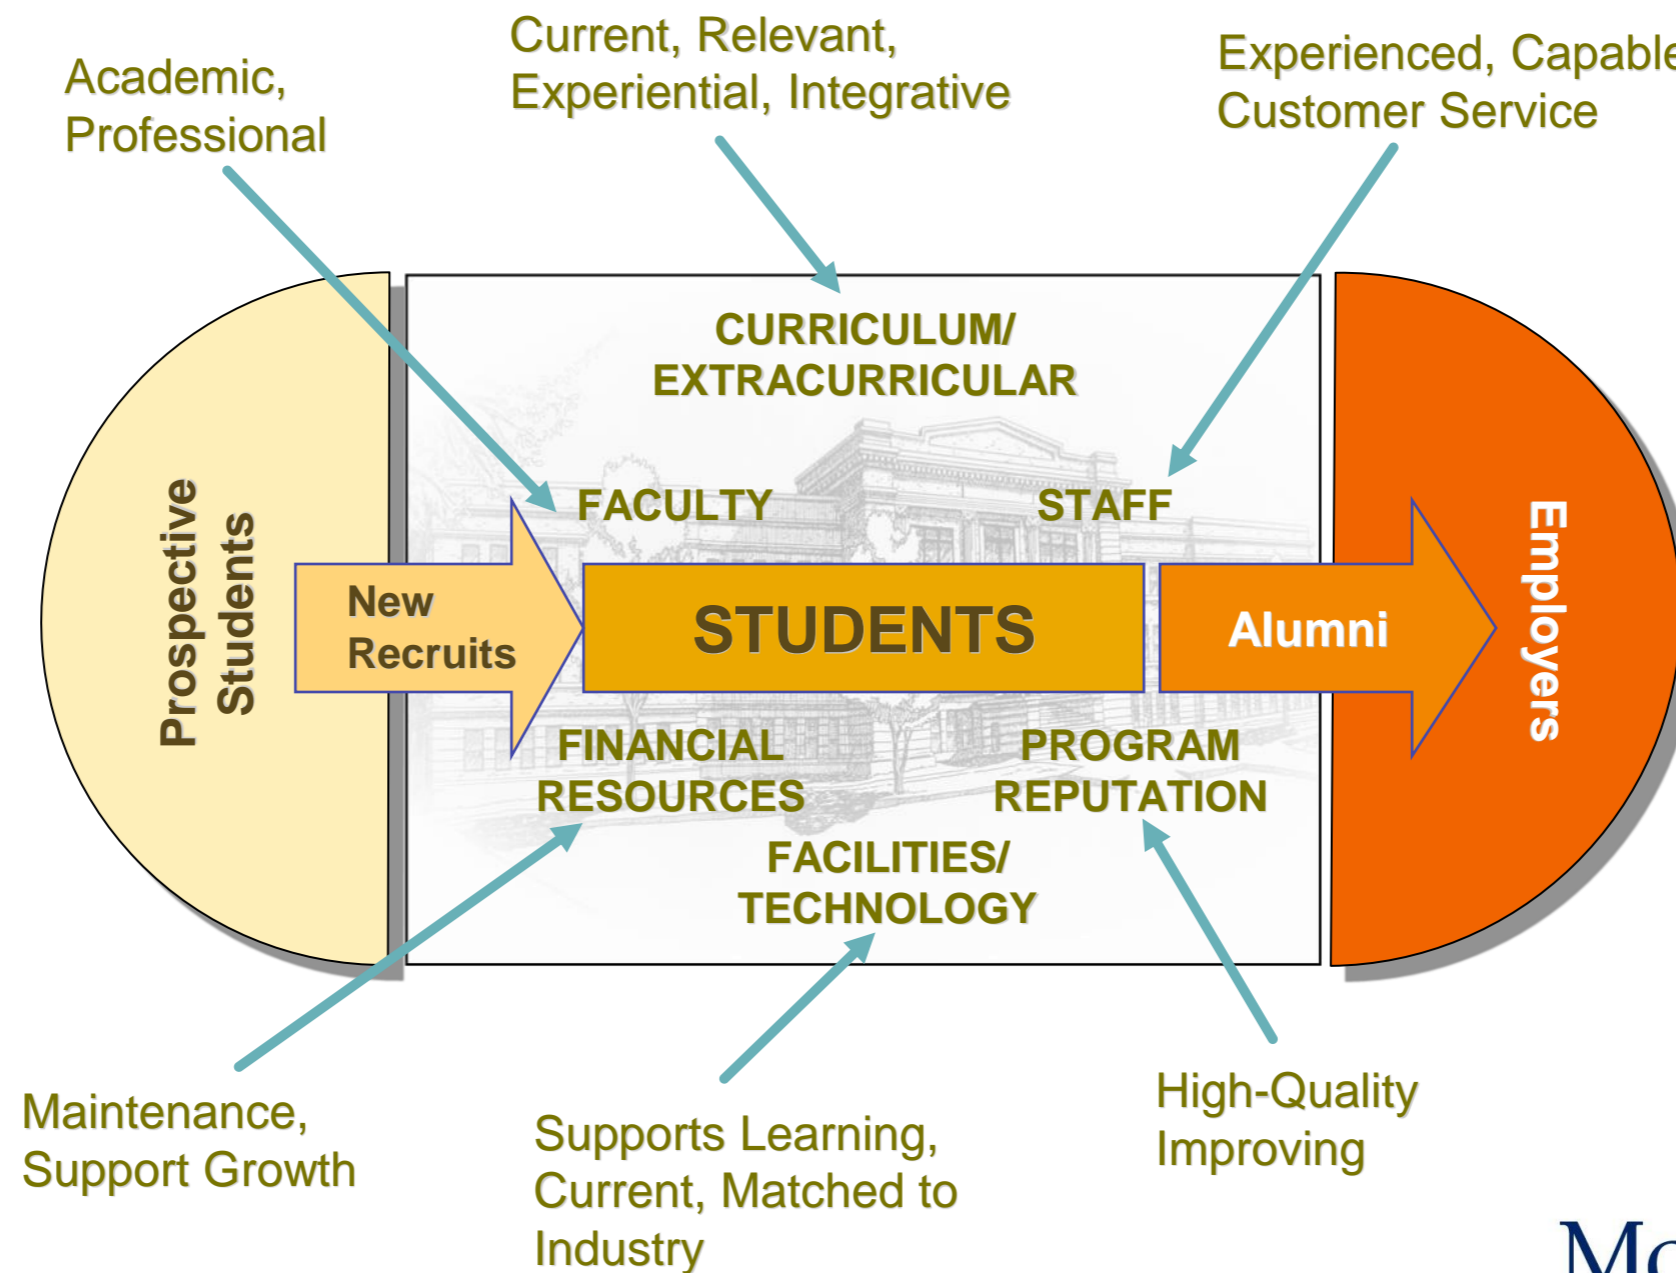 Current, Relevant,
Experiential, Integrative
Academic,
Professional
Experienced, Capable
Customer Service
CURRICULUM/
EXTRACURRICULAR
FACULTY
STAFF
Prospective
Students
New
Recruits
STUDENTS
Alumni
Employers
FINANCIAL
RESOURCES
PROGRAM
REPUTATION
FACILITIES/
TECHNOLOGY
Maintenance,
Support Growth
Supports Learning,
Current, Matched to
Industry
High-Quality
Improving